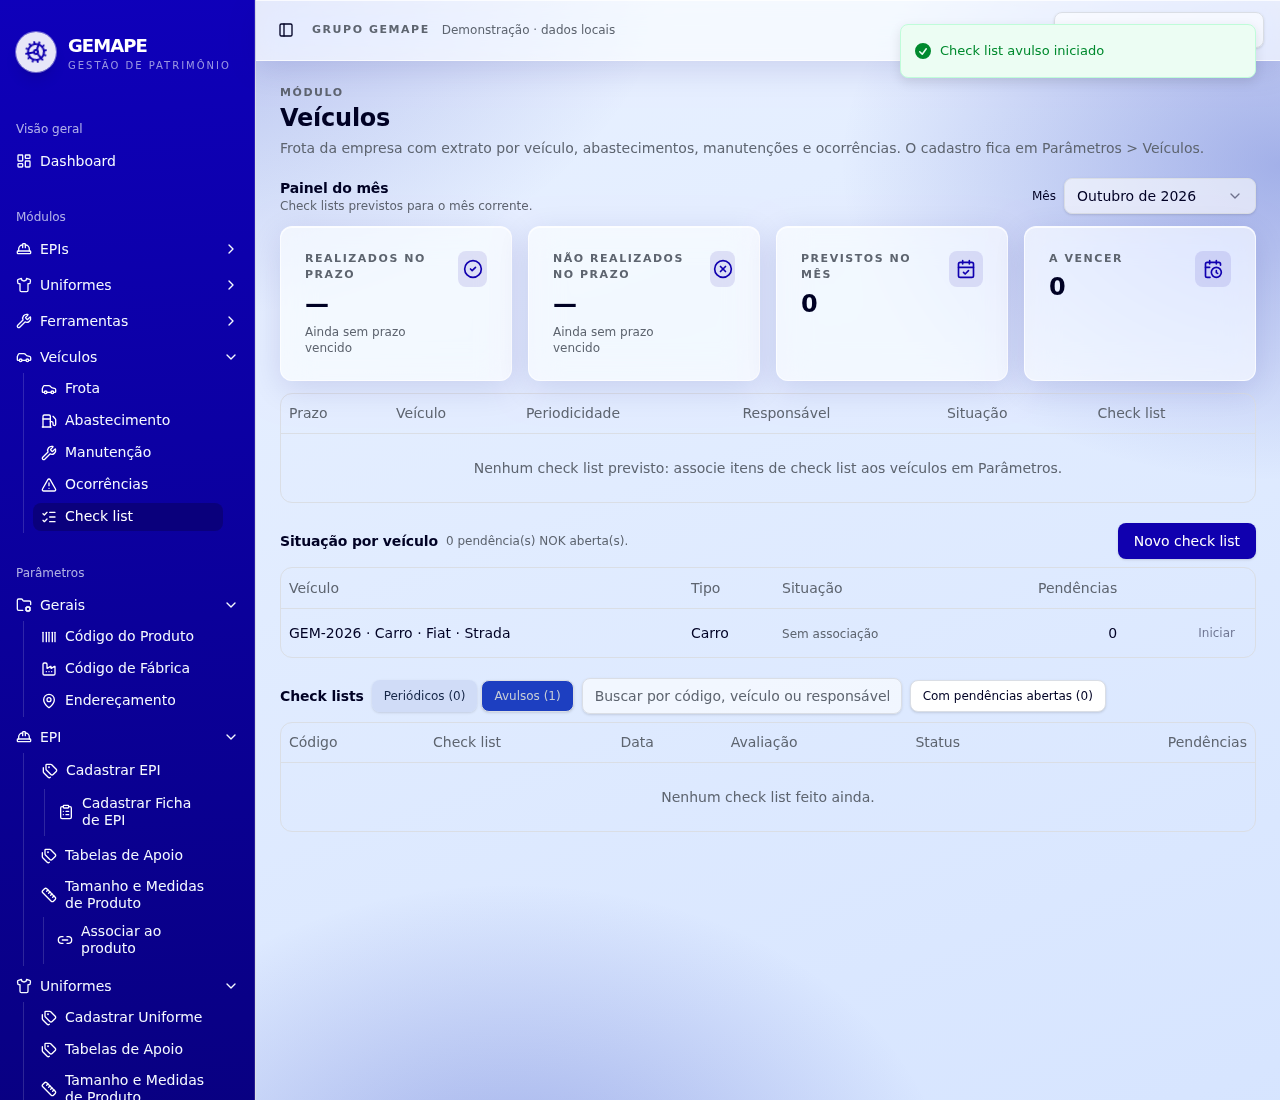 GEMAPE
GESTÃO DE PATRIMÔNIO
Visão geral
Dashboard
Módulos
EPIs
Uniformes
Ferramentas
Veículos
Frota
Abastecimento
Manutenção
Ocorrências
Check list
Parâmetros
Gerais
Código do Produto
Código de Fábrica
Endereçamento
EPI
Cadastrar EPI
Cadastrar Ficha
de EPI
Tabelas de Apoio
Tamanho e Medidas
de Produto
Associar ao
produto
Uniformes
Cadastrar Uniforme
Tabelas de Apoio
Tamanho e Medidas
de Produto
GRUPO GEMAPE Demonstração · dados locais
Check list avulso iniciado
MÓDULO
Veículos
Frota da empresa com extrato por veículo, abastecimentos, manutenções e ocorrências. O cadastro fica em Parâmetros > Veículos.
Painel do mês
Check lists previstos para o mês corrente.
Mês Outubro de 2026
REALIZADOS NO
PRAZO
—
Ainda sem prazo
vencido
NÃO REALIZADOS
NO PRAZO
—
Ainda sem prazo
vencido
PREVISTOS NO
MÊS
0
A VENCER
0
Prazo Veículo Periodicidade Responsável Situação Check list
Nenhum check list previsto: associe itens de check list aos veículos em Parâmetros.
Situação por veículo 0 pendência(s) NOK aberta(s). Novo check list
Veículo Tipo Situação Pendências
GEM-2026 · Carro · Fiat · Strada Carro Sem associação 0 Iniciar
Check lists Periódicos (0) Avulsos (1) Buscar por código, veículo ou responsável Com pendências abertas (0)
Código Check list Data Avaliação Status Pendências
Nenhum check list feito ainda.